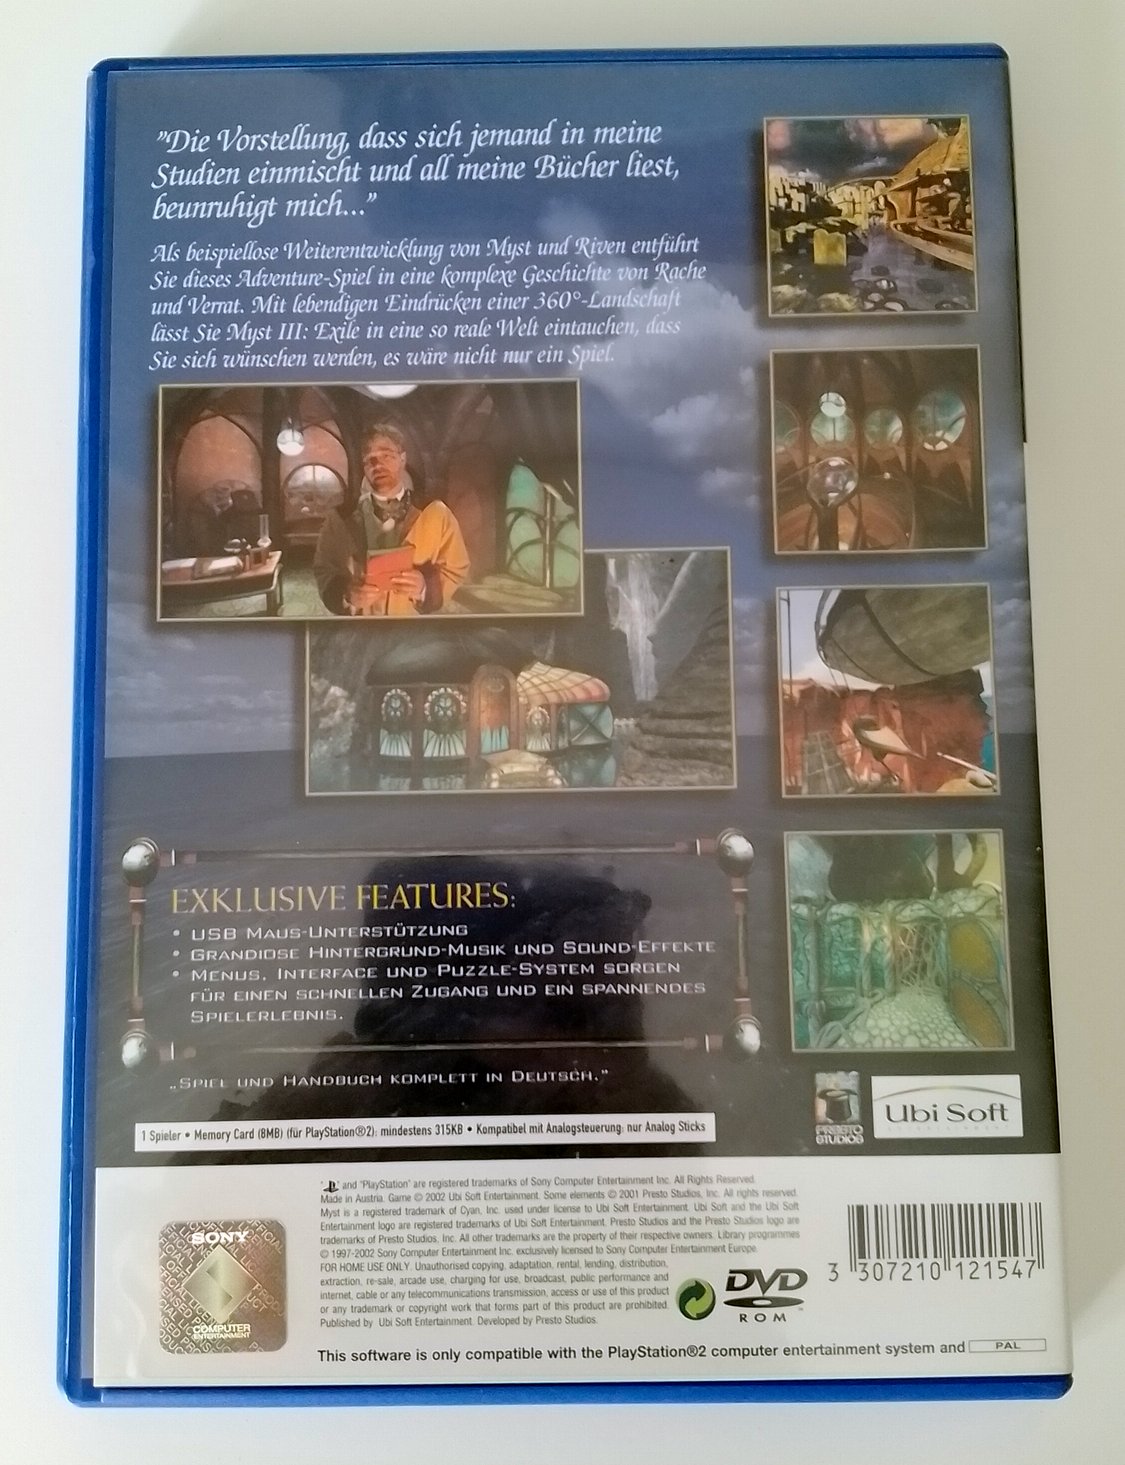 "Die Vorstellung, dass sich jemand in meine
Studien einmischt und all meine Bücher liest,
beunruhigt mich..."
Als beispiellose Weiterentwicklung von Myst und Riven entführt
Sie dieses Adventure-Spiel in eine komplexe Geschichte von Rache
und Verrat. Mit lebendigen Eindrücken einer 360°-Landschaft
lässt Sie Myst III: Exile in eine so reale Welt eintauchen, dass
Sie sich wünschen werden, es wäre nicht nur ein Spiel.
EXKLUSIVE FEATURES:
• USB MAUS-UNTERSTÜTZUNG
• GRANDIOSE HINTERGRUND-MUSIK UND SOUND-EFFEKTE
• MENUS, INTERFACE UND PUZZLE-SYSTEM SORGEN
FÜR EINEN SCHNELLEN ZUGANG UND EIN SPANNENDES
SPIELERLEBNIS.
„SPIEL UND HANDBUCH KOMPLETT IN DEUTSCH."
PRESTO
STUDIOS
Ubi Soft
ENTERTAINMENT
1 Spieler • Memory Card (8MB) (für PlayStation®2): mindestens 315KB • Kompatibel mit Analogsteuerung: nur Analog Sticks
" " and "PlayStation" are registered trademarks of Sony Computer Entertainment Inc. All Rights Reserved.
Made in Austria. Game © 2002 Ubi Soft Entertainment. Some elements © 2001 Presto Studios, Inc. All rights reserved.
Myst is a registered trademark of Cyan, Inc. used under license to Ubi Soft Entertainment. Ubi Soft and the Ubi Soft
Entertainment logo are registered trademarks of Ubi Soft Entertainment. Presto Studios and the Presto Studios logo are
trademarks of Presto Studios, Inc. All other trademarks are the property of their respective owners. Library programmes
© 1997-2002 Sony Computer Entertainment Inc. exclusively licensed to Sony Computer Entertainment Europe.
FOR HOME USE ONLY. Unauthorised copying, adaptation, rental, lending, distribution,
extraction, re-sale, arcade use, charging for use, broadcast, public performance and
internet, cable or any telecommunications transmission, access or use of this product
or any trademark or copyright work that forms part of this product are prohibited.
Published by Ubi Soft Entertainment. Developed by Presto Studios.
SONY
COMPUTER
ENTERTAINMENT
DVD
ROM
3 307210 121547
This software is only compatible with the PlayStation®2 computer entertainment system and PAL